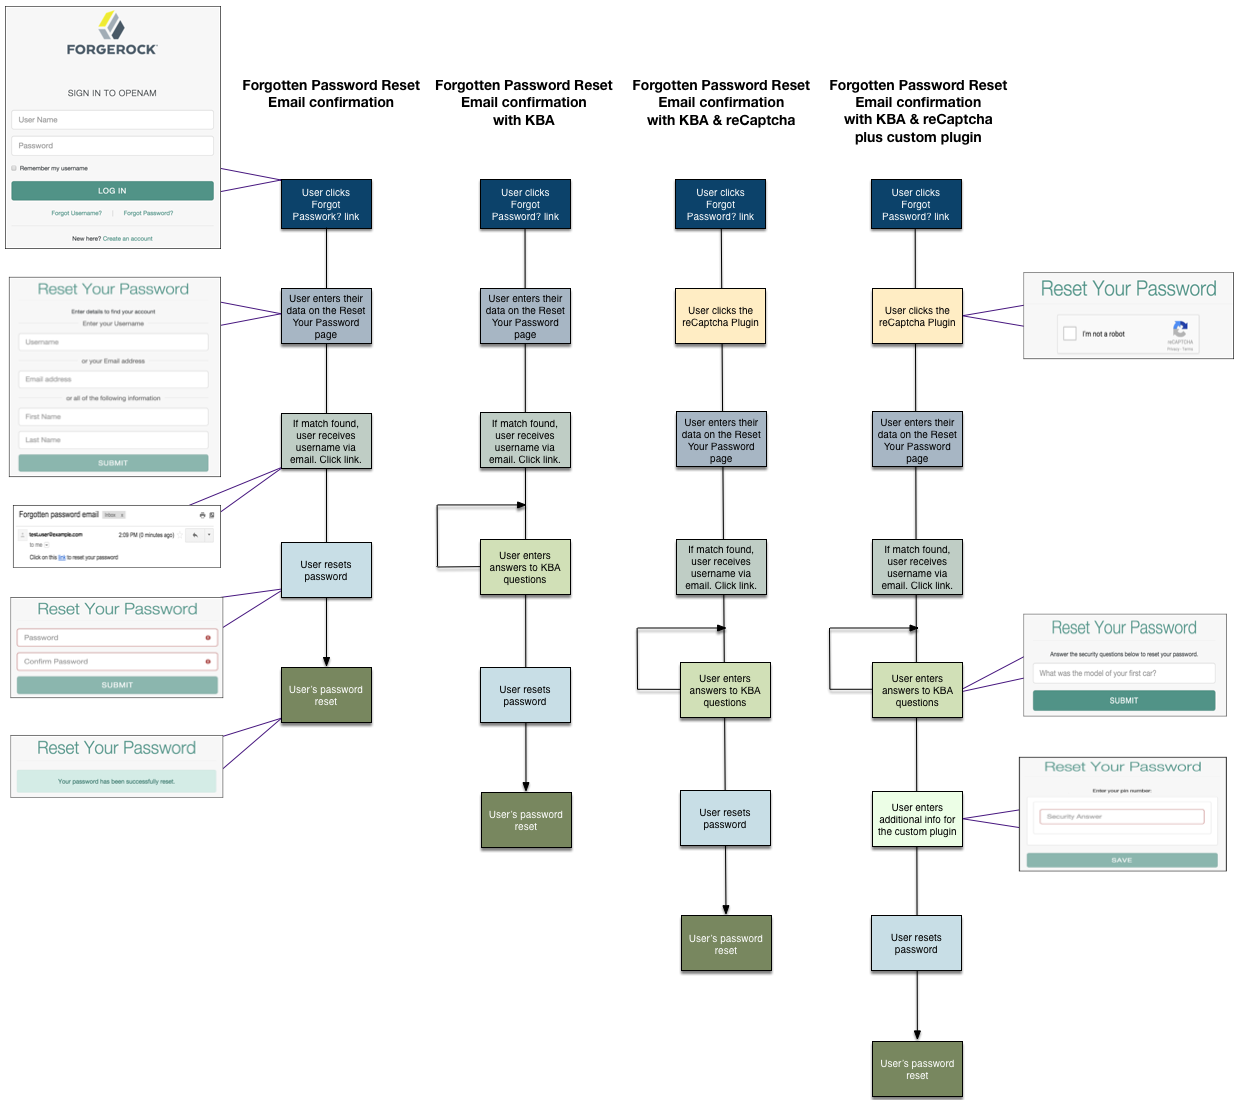 FORGEROCK
SIGN IN TO OPENAM
User Name
Password
Remember my username
LOG IN
Forgot Username? | Forgot Password?
New here? Create an account
Reset Your Password
Enter details to find your account
Enter your Username
Username
or your Email address
Email address
or all of the following information
First Name
Last Name
SUBMIT
Forgotten password email Inbox x
test.user@example.com 2:09 PM (0 minutes ago)
to me
Click on this link to reset your password
Reset Your Password
Password
Confirm Password
SUBMIT
Reset Your Password
Your password has been successfully reset.
Forgotten Password Reset
Email confirmation
User clicks
Forgot
Passwork? link
User enters their
data on the Reset
Your Password
page
If match found,
user receives
username via
email. Click link.
User resets
password
User's password
reset
Forgotten Password Reset
Email confirmation
with KBA
User clicks
Forgot
Password? link
User enters their
data on the Reset
Your Password
page
If match found,
user receives
username via
email. Click link.
User enters
answers to KBA
questions
User resets
password
User's password
reset
Forgotten Password Reset
Email confirmation
with KBA & reCaptcha
User clicks
Forgot
Password? link
User clicks the
reCaptcha Plugin
User enters their
data on the Reset
Your Password
page
If match found,
user receives
username via
email. Click link.
User enters
answers to KBA
questions
User resets
password
User's password
reset
Forgotten Password Reset
Email confirmation
with KBA & reCaptcha
plus custom plugin
User clicks
Forgot
Password? link
User clicks the
reCaptcha Plugin
User enters their
data on the Reset
Your Password
page
If match found,
user receives
username via
email. Click link.
User enters
answers to KBA
questions
User enters
additional info for
the custom plugin
User resets
password
User's password
reset
Reset Your Password
I'm not a robot
reCAPTCHA
Privacy - Terms
Reset Your Password
Answer the security questions below to reset your password.
What was the model of your first car?
SUBMIT
Reset Your Password
Enter your pin number:
Security Answer
SAVE